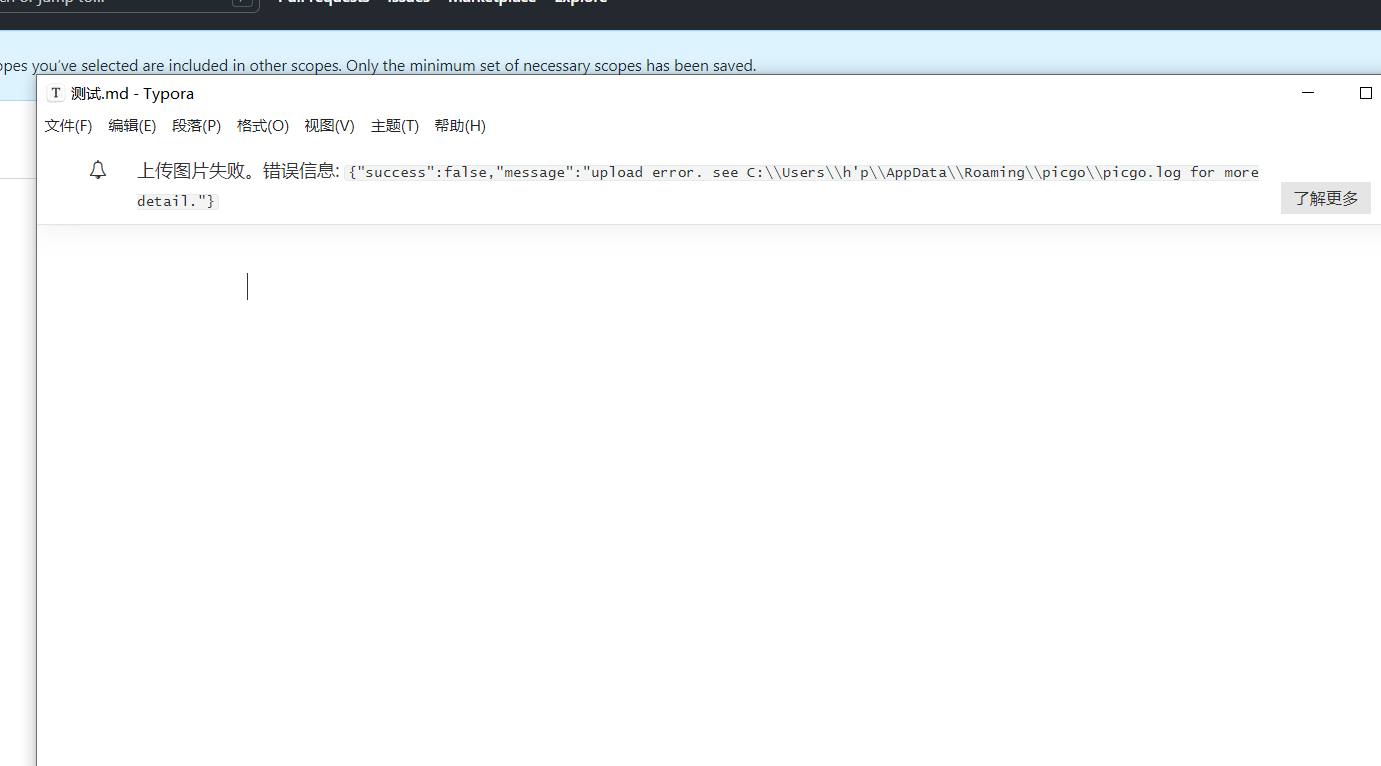 to...
Pull requests Issues Marketplace Explore
you've selected are included in other scopes. Only the minimum set of necessary scopes has been saved.
T 测试.md - Typora
文件(F) 编辑(E) 段落(P) 格式(O) 视图(V) 主题(T) 帮助(H)
上传图片失败。错误信息: {"success":false,"message":"upload error. see C:\\Users\\h'p\\AppData\\Roaming\\picgo\\picgo.log for more
detail."}
了解更多